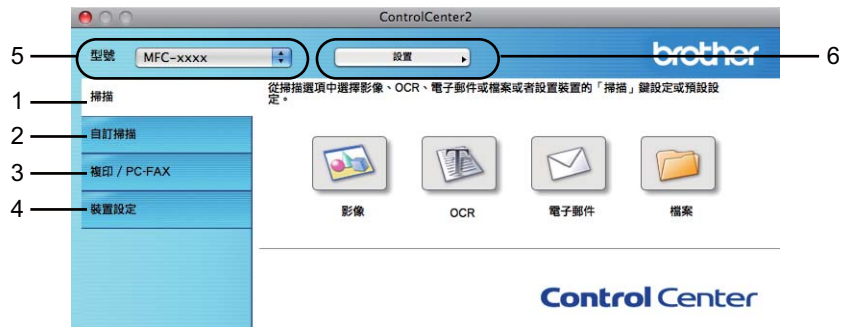 ControlCenter2
5
型號
MFC-xxxx
設置
brother
6
1
掃描
從掃描選項中選擇影像、OCR、電子郵件或檔案或者設置裝置的「掃描」鍵設定或預設設
定。
2
自訂掃描
3
複印 / PC-FAX
4
裝置設定
影像
OCR
電子郵件
檔案
Control Center